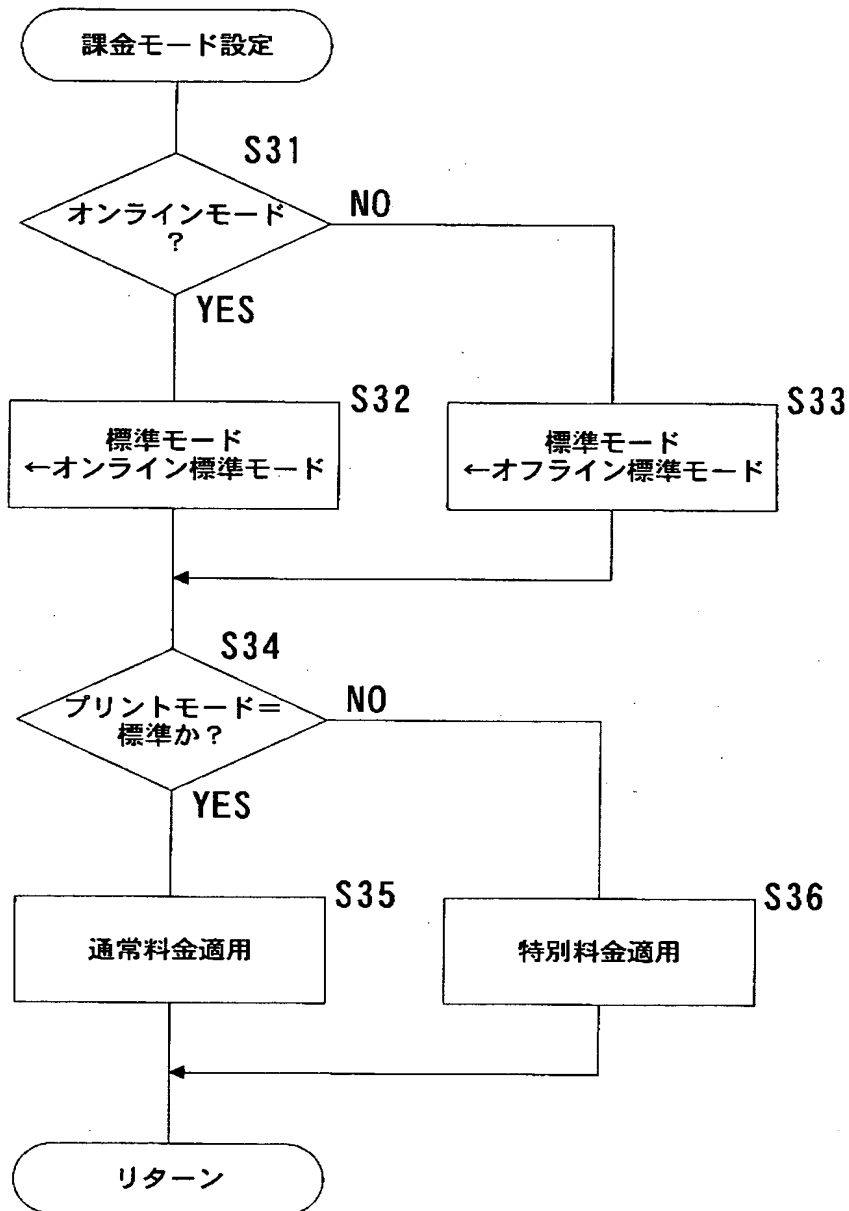 課金モード設定
S31
オンラインモード
?
NO
YES
S32
標準モード
←オンライン標準モード
S33
標準モード
←オフライン標準モード
S34
プリントモード＝
標準か？
NO
YES
S35
通常料金適用
S36
特別料金適用
リターン